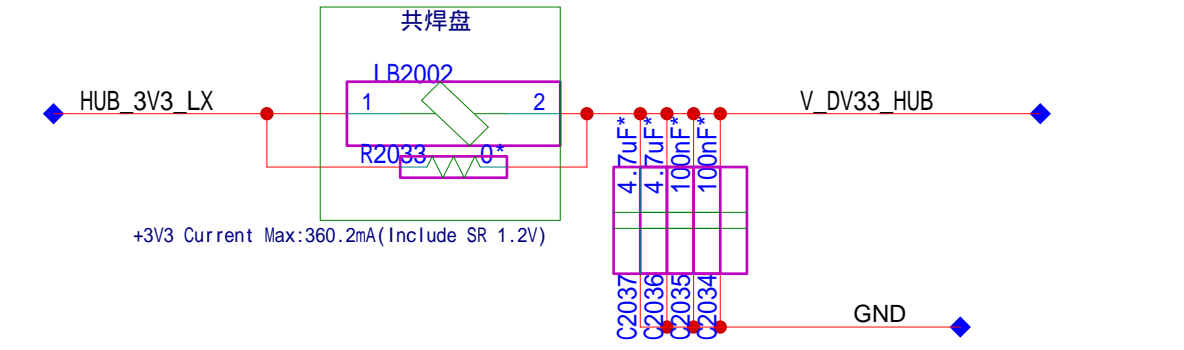 共焊盘
LB2002
HUB_3V3_LX
1
2
V_DV33_HUB
R2033
0*
4.7uF*
4.7uF*
100nF*
100nF*
+3V3 Current Max:360.2mA(Include SR 1.2V)
C2037
C2036
C2035
C2034
GND